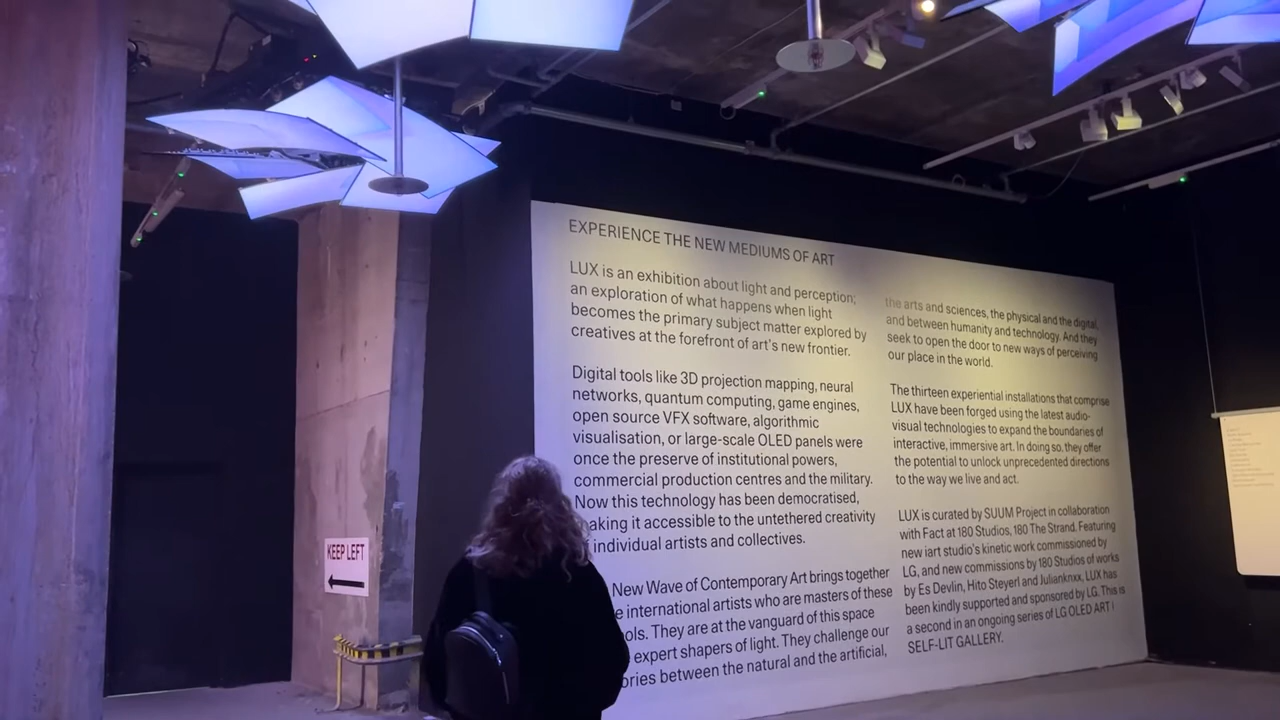 EXPERIENCE THE NEW MEDIUMS OF ART
LUX is an exhibition about light and perception;
an exploration of what happens when light
becomes the primary subject matter explored by
creatives at the forefront of art's new frontier.
Digital tools like 3D projection mapping, neural
networks, quantum computing, game engines,
open source VFX software, algorithmic
visualisation, or large-scale OLED panels were
once the preserve of institutional powers,
commercial production centres and the military.
Now this technology has been democratised,
aking it accessible to the untethered creativity
individual artists and collectives.
New Wave of Contemporary Art brings together
e international artists who are masters of these
ools. They are at the vanguard of this space
expert shapers of light. They challenge our
ories between the natural and the artificial,
the arts and sciences, the physical and the digital,
and between humanity and technology. And they
seek to open the door to new ways of perceiving
our place in the world.
The thirteen experiential installations that comprise
LUX have been forged using the latest audio-
visual technologies to expand the boundaries of
interactive, immersive art. In doing so, they offer
the potential to unlock unprecedented directions
to the way we live and act.
LUX is curated by SUUM Project in collaboration
with Fact at 180 Studios, 180 The Strand. Featuring
new iart studio's kinetic work commissioned by
LG, and new commissions by 180 Studios of works
by Es Devlin, Hito Steyerl and Julianknxx, LUX has
been kindly supported and sponsored by LG. This is
a second in an ongoing series of LG OLED ART |
SELF-LIT GALLERY.
KEEP LEFT